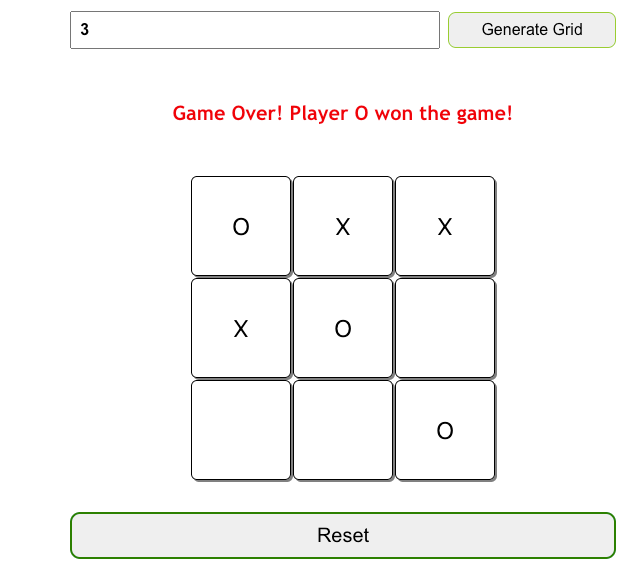 3 Generate Grid
Game Over! Player O won the game!
O X X
X O
O
Reset